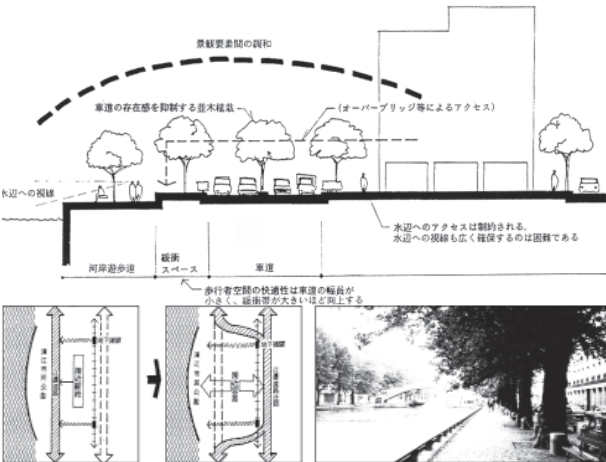 景観要素間の調和
車道の存在感を抑制する並木植栽
(オーバーブリッジ等によるアクセス)
水辺への視線
水辺へのアクセスは制約される。
水辺への視線も広く確保するのは困難である
河岸遊歩道
緩衝
スペース
車道
歩行者空間の快適性は車道の幅員が
小さく、緩衝帯が大きいほど向上する